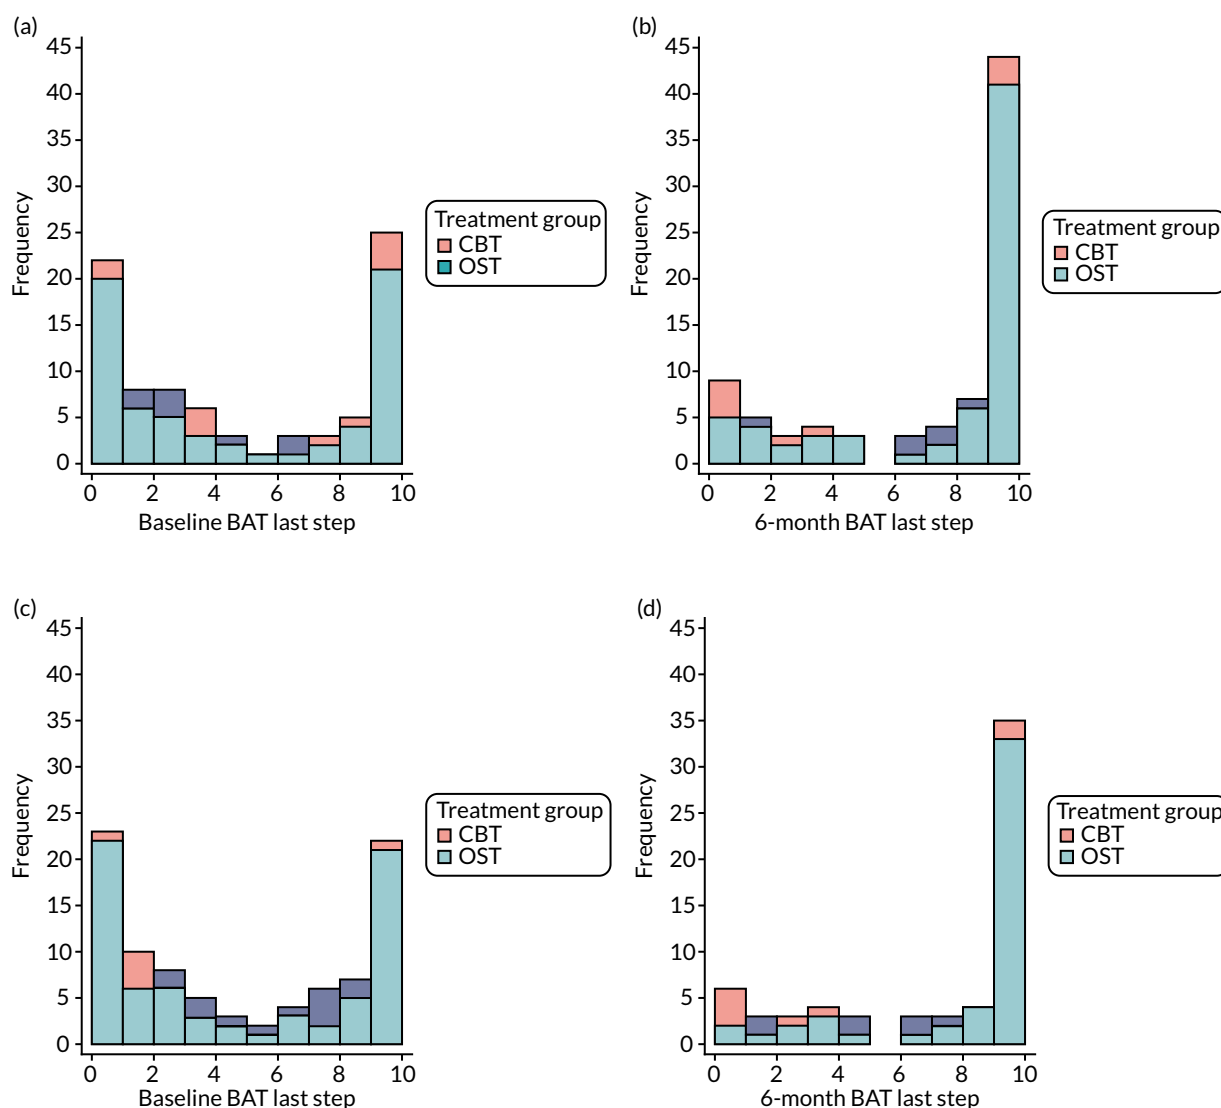 (a)
45
40
35
30
25
20
15
10
5
0
Frequency
0 2 4 6 8 10
Baseline BAT last step
Treatment group
CBT
OST
(b)
45
40
35
30
25
20
15
10
5
0
Frequency
0 2 4 6 8 10
6-month BAT last step
Treatment group
CBT
OST
(c)
45
40
35
30
25
20
15
10
5
0
Frequency
0 2 4 6 8 10
Baseline BAT last step
Treatment group
CBT
OST
(d)
45
40
35
30
25
20
15
10
5
0
Frequency
0 2 4 6 8 10
6-month BAT last step
Treatment group
CBT
OST